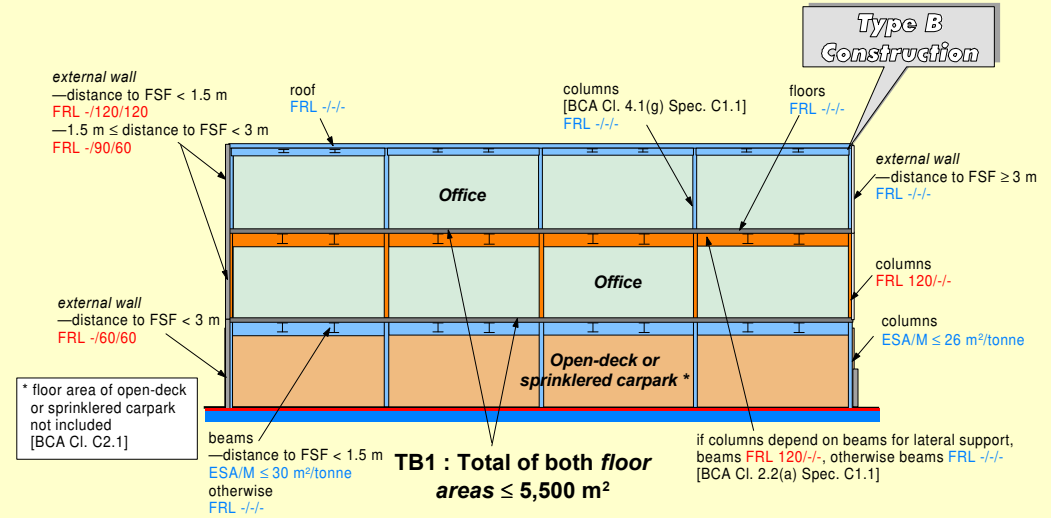 Type B
Construction
external wall
—distance to FSF < 1.5 m
FRL -/120/120
—1.5 m ≤ distance to FSF < 3 m
FRL -/90/60
roof
FRL -/-/-
columns
[BCA Cl. 4.1(g) Spec. C1.1]
FRL -/-/-
floors
FRL -/-/-
external wall
—distance to FSF ≥ 3 m
FRL -/-/-
Office
Office
columns
FRL 120/-/-
external wall
—distance to FSF < 3 m
FRL -/60/60
columns
ESA/M ≤ 26 m²/tonne
Open-deck or
sprinklered carpark *
* floor area of open-deck
or sprinklered carpark
not included
[BCA Cl. C2.1]
beams
—distance to FSF < 1.5 m
ESA/M ≤ 30 m²/tonne
otherwise
FRL -/-/-
TB1 : Total of both floor
areas ≤ 5,500 m²
if columns depend on beams for lateral support,
beams FRL 120/-/-, otherwise beams FRL -/-/-
[BCA Cl. 2.2(a) Spec. C1.1]